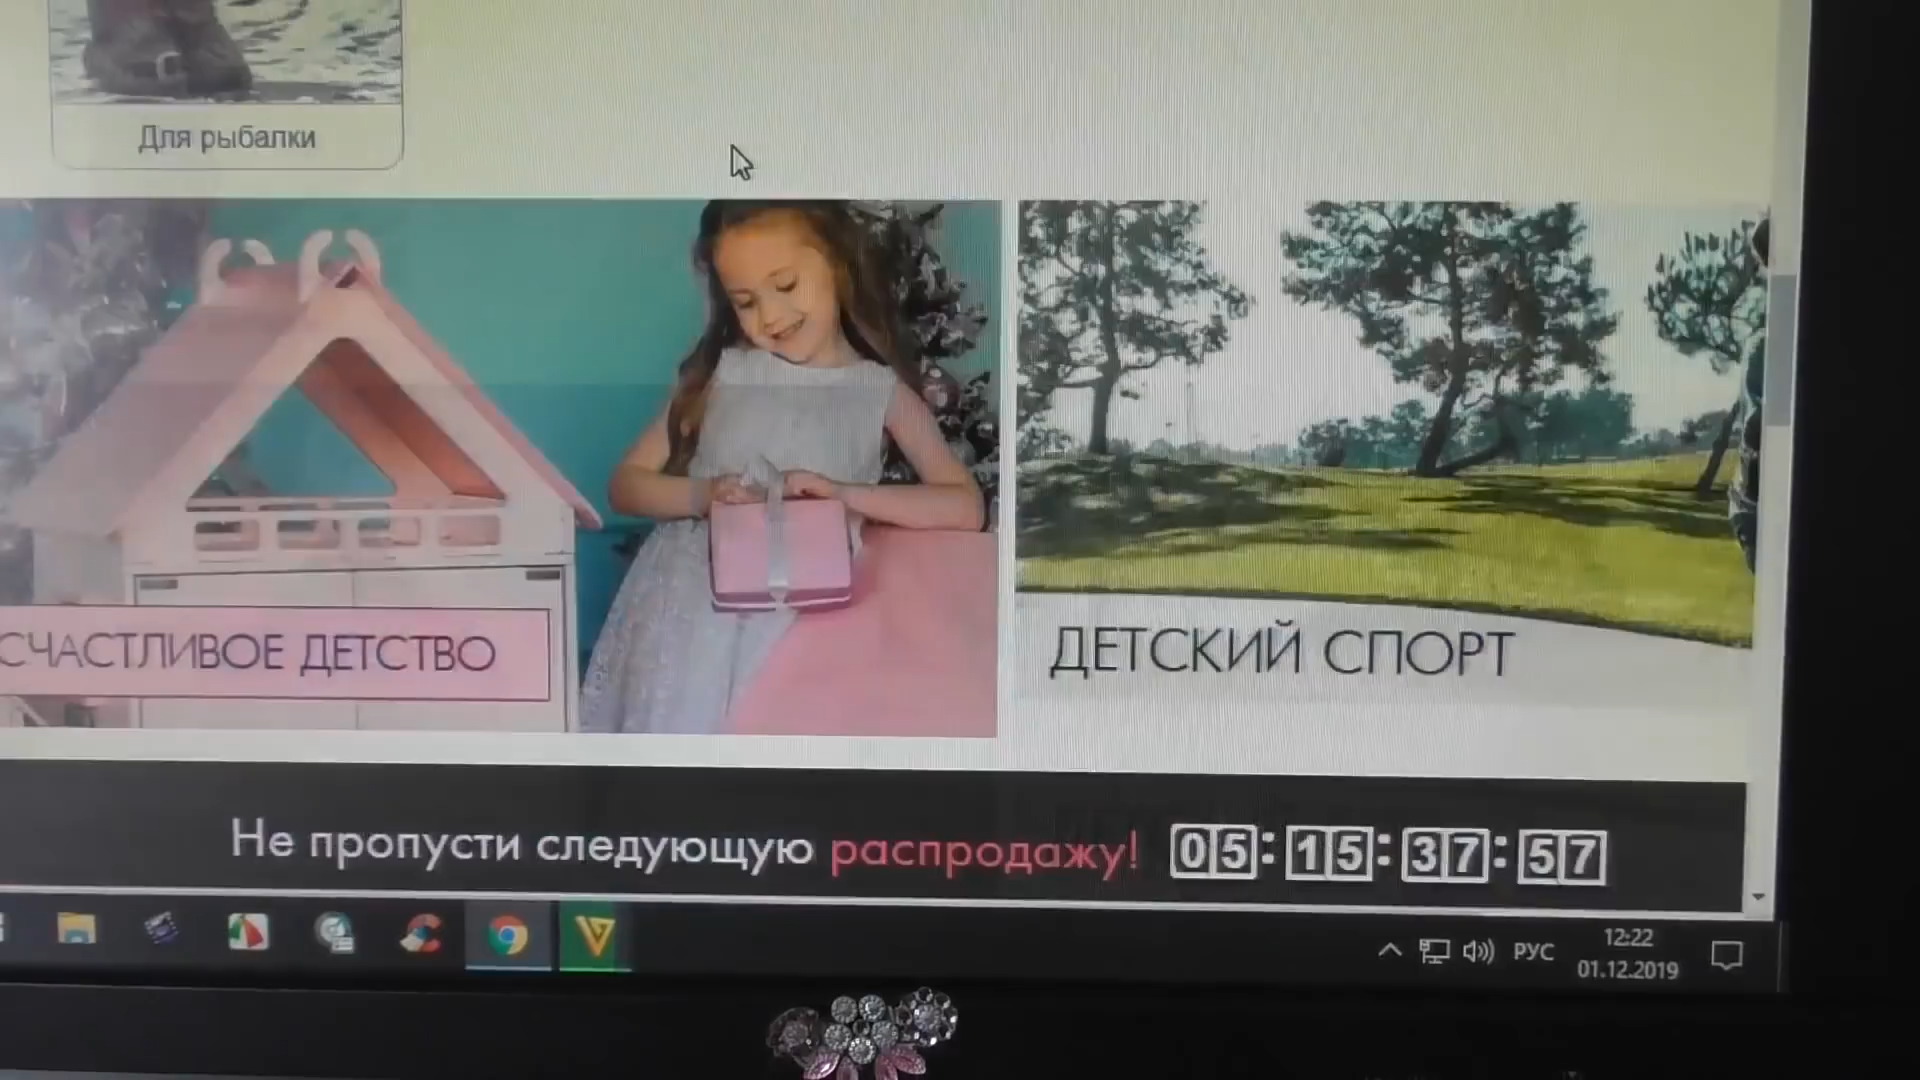 Для рыбалки
СЧАСТЛИВОЕ ДЕТСТВО
ДЕТСКИЙ СПОРТ
Не пропусти следующую распродажу! 05:15:37:57
РУС
12:22
01.12.2019